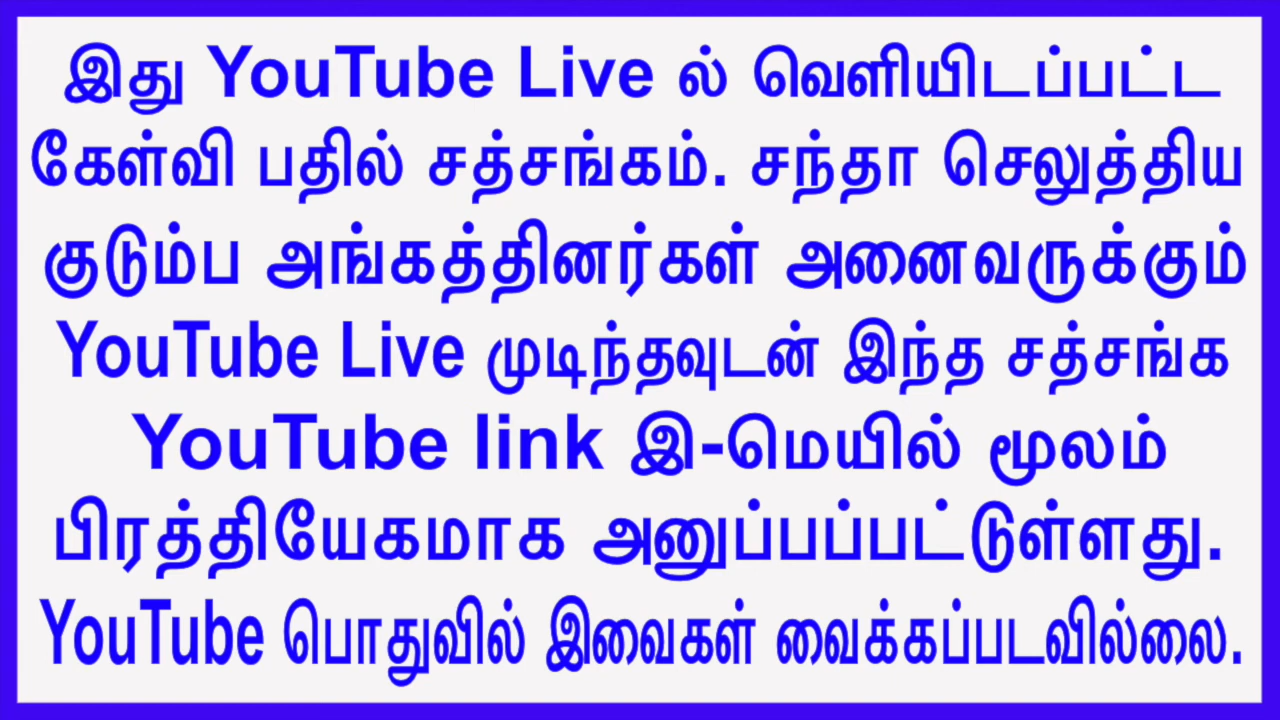 இது YouTube Live ல் வெளியிடப்பட்ட
கேள்வி பதில் சத்சங்கம். சந்தா செலுத்திய
குடும்ப அங்கத்தினர்கள் அனைவருக்கும்
YouTube Live முடிந்தவுடன் இந்த சத்சங்க
YouTube link இ-மெயில் மூலம்
பிரத்தியேகமாக அனுப்பப்பட்டுள்ளது.
YouTube பொதுவில் இவைகள் வைக்கப்படவில்லை.